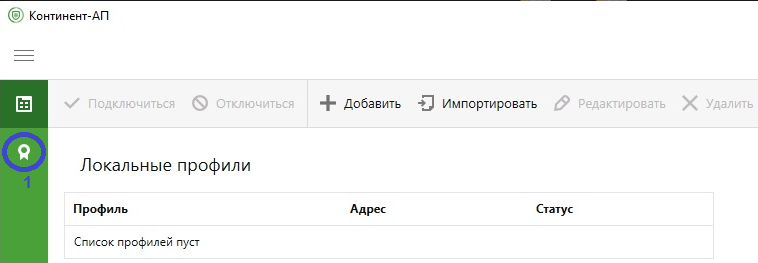 Континент-АП
Подключиться Отключиться Добавить Импортировать Редактировать Удалить
1
Локальные профили
Профиль Адрес Статус
Список профилей пуст